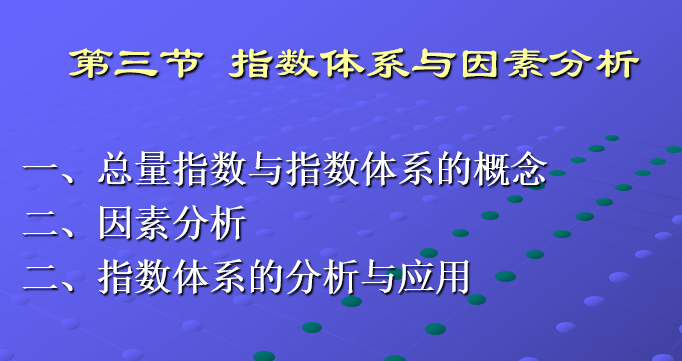 第三节 指数体系与因素分析
一、总量指数与指数体系的概念
二、因素分析
二、指数体系的分析与应用